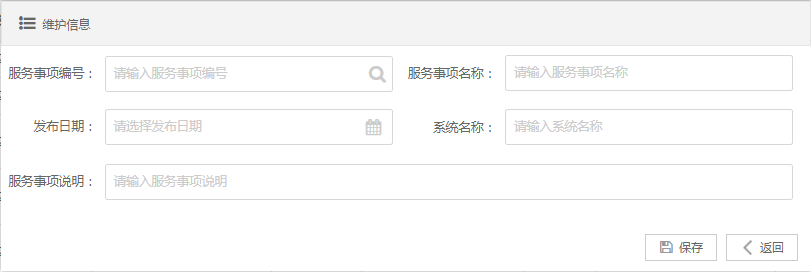 维护信息
服务事项编号： 请输入服务事项编号 服务事项名称： 请输入服务事项名称
发布日期： 请选择发布日期 系统名称： 请输入系统名称
服务事项说明： 请输入服务事项说明
保存 返回